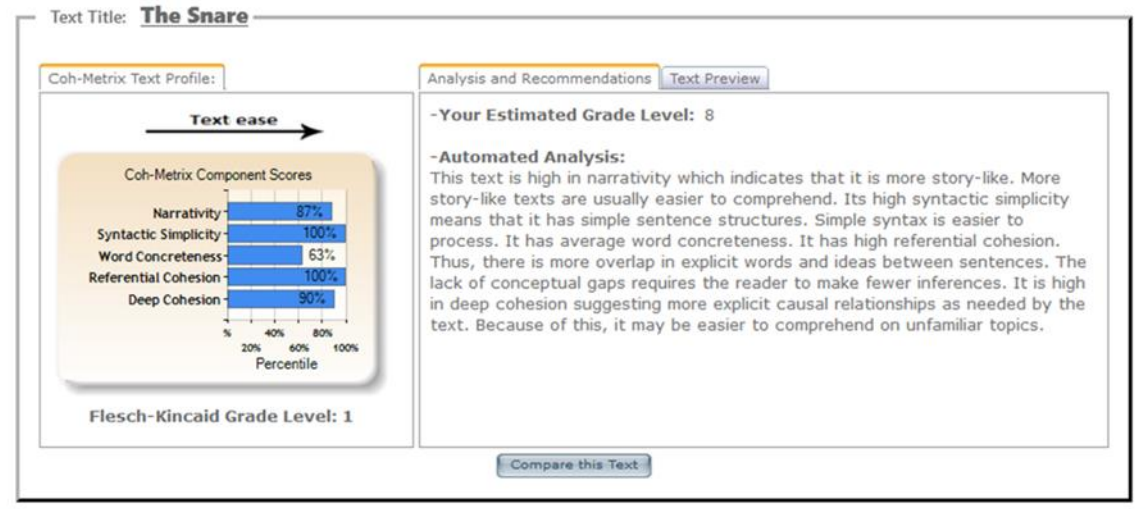 Text Title: The Snare
Coh-Metrix Text Profile:
Text ease
Coh-Metrix Component Scores
Narrativity 87%
Syntactic Simplicity 100%
Word Concreteness 63%
Referential Cohesion 100%
Deep Cohesion 90%
% 40% 80%
20% 60% 100%
Percentile
Flesch-Kincaid Grade Level: 1
Analysis and Recommendations Text Preview
-Your Estimated Grade Level: 8
-Automated Analysis:
This text is high in narrativity which indicates that it is more story-like. More
story-like texts are usually easier to comprehend. Its high syntactic simplicity
means that it has simple sentence structures. Simple syntax is easier to
process. It has average word concreteness. It has high referential cohesion.
Thus, there is more overlap in explicit words and ideas between sentences. The
lack of conceptual gaps requires the reader to make fewer inferences. It is high
in deep cohesion suggesting more explicit causal relationships as needed by the
text. Because of this, it may be easier to comprehend on unfamiliar topics.
Compare this Text